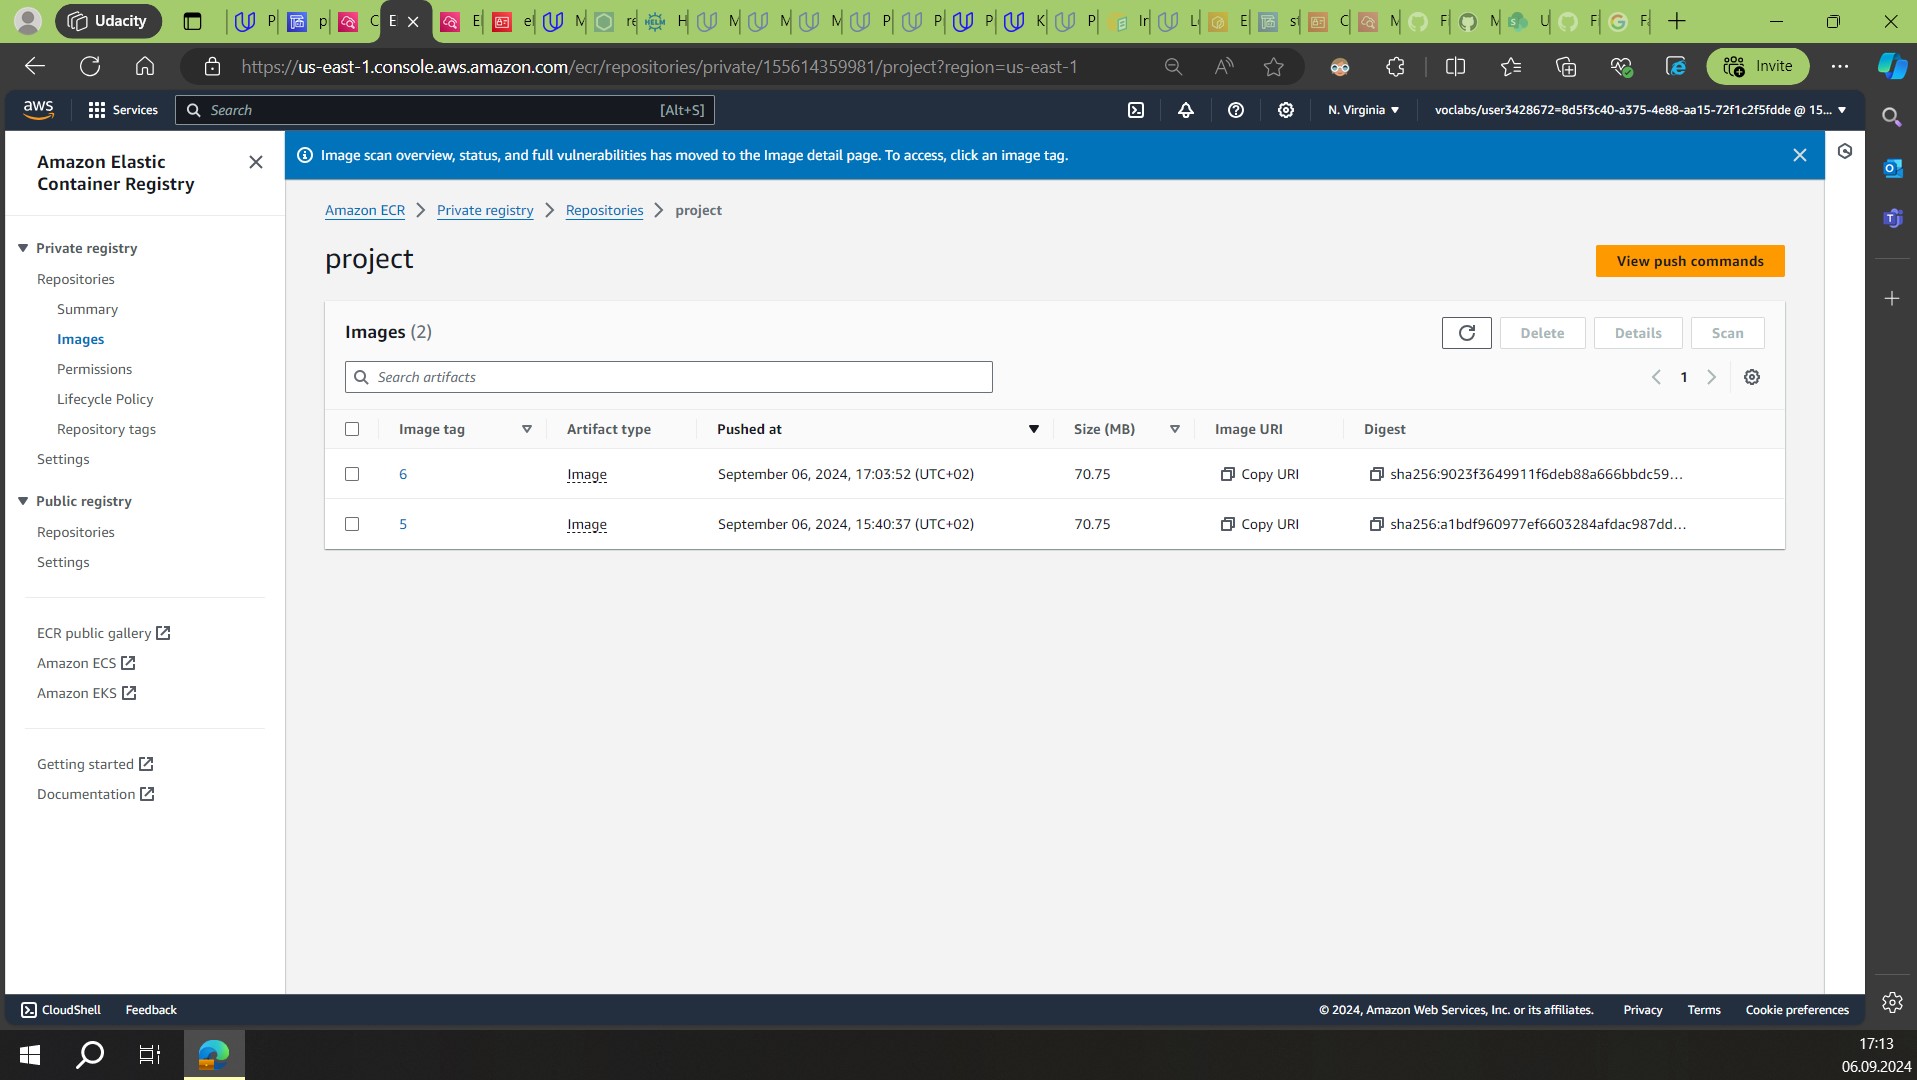 Udacity
https://us-east-1.console.aws.amazon.com/ecr/repositories/private/155614359981/project?region=us-east-1
Invite
aws
Services
Search
[Alt+S]
N. Virginia
voclabs/user3428672=8d5f3c40-a375-4e88-aa15-72f1c2f5fdde @ 15...
Amazon Elastic
Container Registry
Image scan overview, status, and full vulnerabilities has moved to the Image detail page. To access, click an image tag.
Private registry
Repositories
Summary
Images
Permissions
Lifecycle Policy
Repository tags
Settings
Public registry
Repositories
Settings
ECR public gallery
Amazon ECS
Amazon EKS
Getting started
Documentation
Amazon ECR
Private registry
Repositories
project
project
View push commands
Images (2)
Delete
Details
Scan
Search artifacts
1
Image tag
Artifact type
Pushed at
Size (MB)
Image URI
Digest
6
Image
September 06, 2024, 17:03:52 (UTC+02)
70.75
Copy URI
sha256:9023f3649911f6deb88a666bbdc59...
5
Image
September 06, 2024, 15:40:37 (UTC+02)
70.75
Copy URI
sha256:a1bdf960977ef6603284afdac987dd...
CloudShell
Feedback
© 2024, Amazon Web Services, Inc. or its affiliates.
Privacy
Terms
Cookie preferences
17:13
06.09.2024